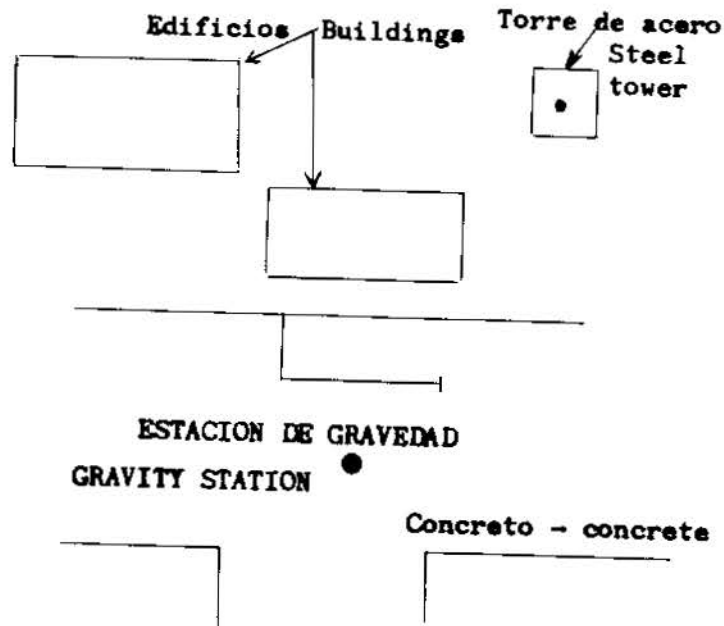 Edificios Buildings
Torre de acero
Steel
tower
ESTACION DE GRAVEDAD
GRAVITY STATION
Concreto - concrete